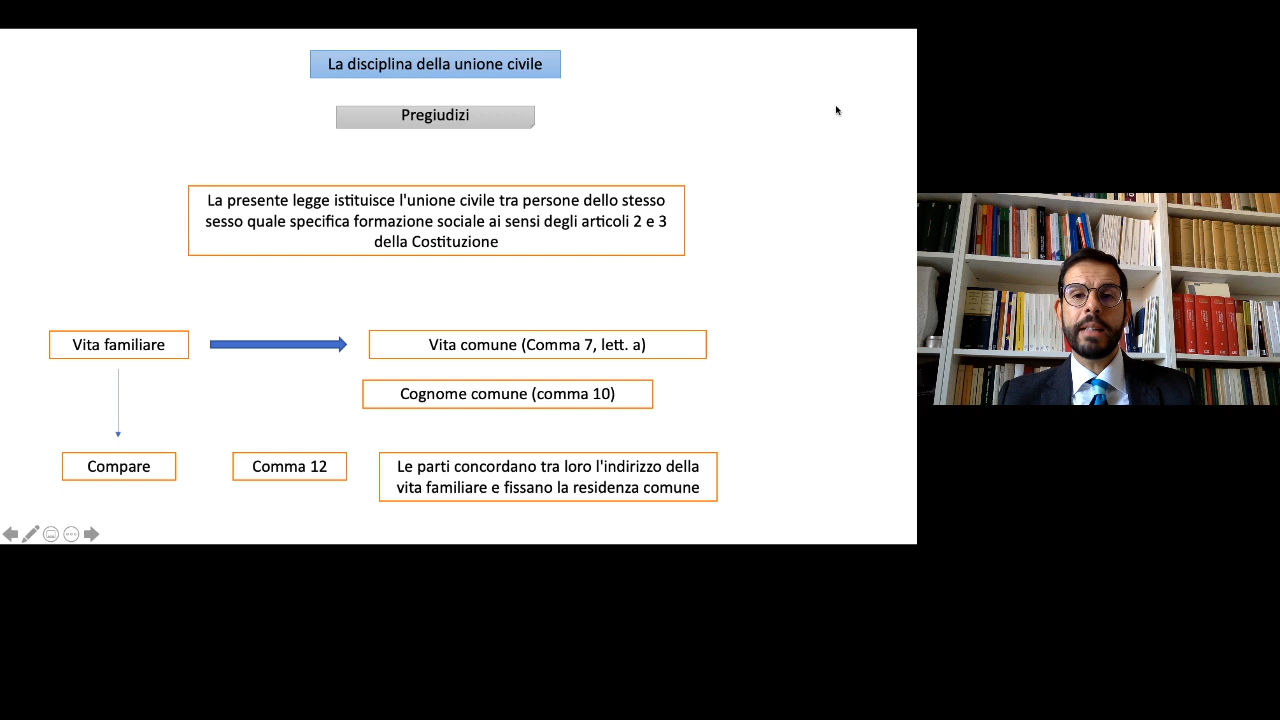 La disciplina della unione civile
Pregiudizi
La presente legge istituisce l'unione civile tra persone dello stesso
sesso quale specifica formazione sociale ai sensi degli articoli 2 e 3
della Costituzione
Vita familiare
Vita comune (Comma 7, lett. a)
Cognome comune (comma 10)
Compare
Comma 12
Le parti concordano tra loro l'indirizzo della
vita familiare e fissano la residenza comune